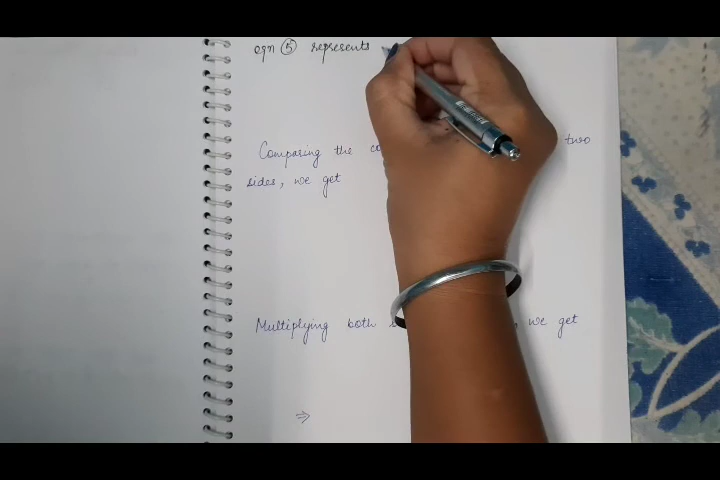 eqn ⑤ represents
Comparing the two
sides, we get
Multiplying both we get
⇒